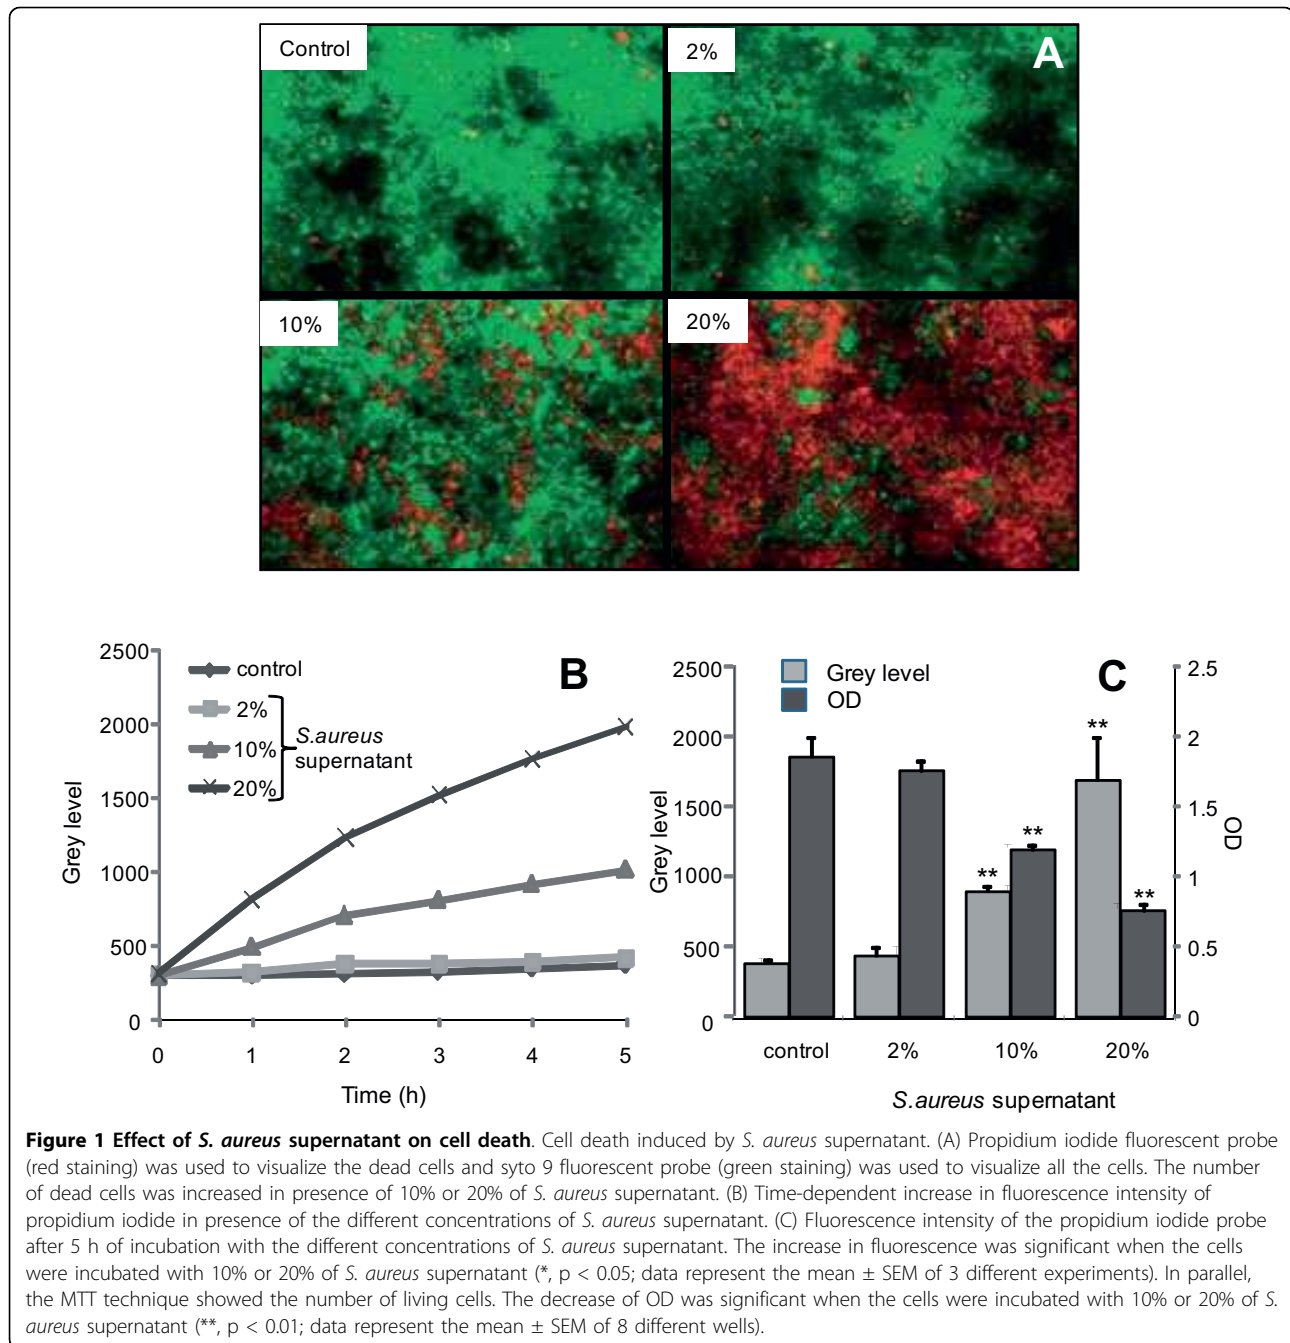 Control
2%
A
10%
20%
2500
2000
1500
1000
500
0
Grey level
control
2%
10%
20%
S.aureus
supernatant
B
0 1 2 3 4 5
Time (h)
2500
2000
1500
1000
500
0
Grey level
Grey level
OD
C
**
**
**
**
2.5
2
1.5
1
0.5
0
OD
control 2% 10% 20%
S.aureus supernatant
Figure 1 Effect of S. aureus supernatant on cell death. Cell death induced by S. aureus supernatant. (A) Propidium iodide fluorescent probe
(red staining) was used to visualize the dead cells and syto 9 fluorescent probe (green staining) was used to visualize all the cells. The number
of dead cells was increased in presence of 10% or 20% of S. aureus supernatant. (B) Time-dependent increase in fluorescence intensity of
propidium iodide in presence of the different concentrations of S. aureus supernatant. (C) Fluorescence intensity of the propidium iodide probe
after 5 h of incubation with the different concentrations of S. aureus supernatant. The increase in fluorescence was significant when the cells
were incubated with 10% or 20% of S. aureus supernatant (*, p < 0.05; data represent the mean ± SEM of 3 different experiments). In parallel,
the MTT technique showed the number of living cells. The decrease of OD was significant when the cells were incubated with 10% or 20% of S.
aureus supernatant (**, p < 0.01; data represent the mean ± SEM of 8 different wells).